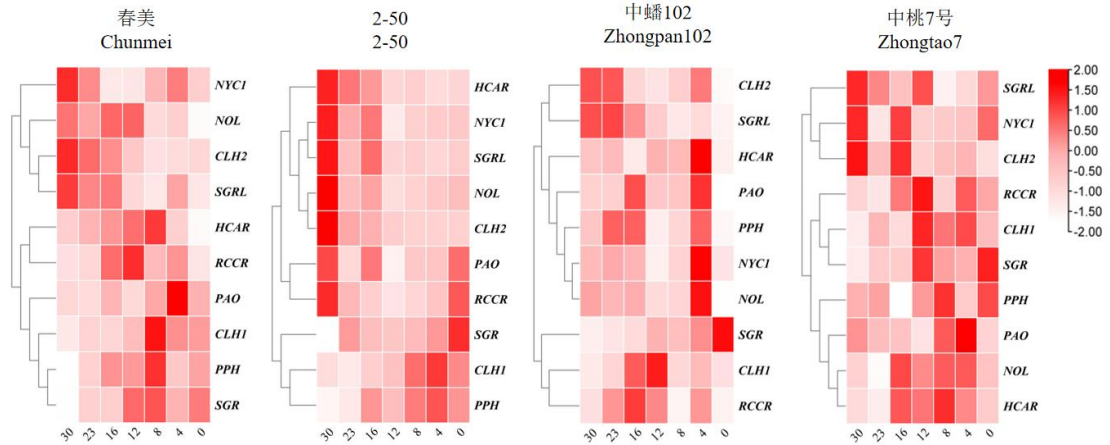 春美
Chunmei
2-50
2-50
中蟠102
Zhongpan102
中桃7号
Zhongtao7
NYC1
NOL
CLH2
SGRL
HCAR
RCCR
PAO
CLH1
PPH
SGR
30 23 16 12 8 4 0
HCAR
NYC1
SGRL
NOL
CLH2
PAO
RCCR
SGR
CLH1
PPH
30 23 16 12 8 4 0
CLH2
SGRL
HCAR
PAO
PPH
NYC1
NOL
SGR
CLH1
RCCR
30 23 16 12 8 4 0
SGRL
NYC1
CLH2
RCCR
CLH1
SGR
PPH
PAO
NOL
HCAR
30 23 16 12 8 4 0
2.00
1.50
1.00
0.50
0.00
-0.50
-1.00
-1.50
-2.00